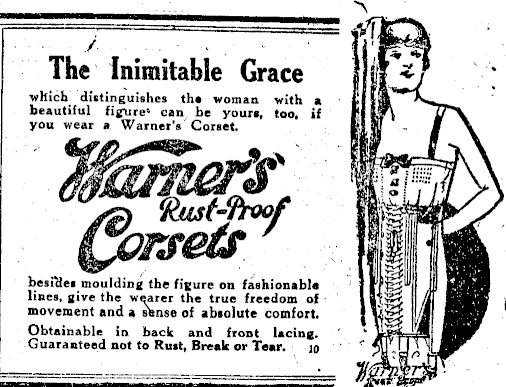 The Inimitable Grace
which distinguishes the woman with a
beautiful figure can be yours, too, if
you wear a Warner's Corset.
Warner's
Rust-Proof
Corsets
besides moulding the figure on fashionable
lines, give the wearer the true freedom of
movement and a sense of absolute comfort.
Obtainable in back and front lacing.
Guaranteed not to Rust, Break or Tear. 10
Warner's
Rust-Proof